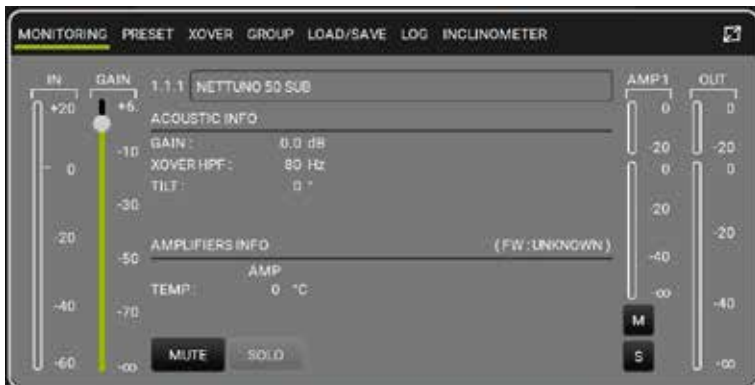 MONITORING PRESET XOVER GROUP LOAD/SAVE LOG INCLINOMETER
IN GAIN 1.1.1 NETTUNO 50 SUB AMP1 OUT
+20 +6 0 0
ACOUSTIC INFO
GAIN : 0.0 dB
-10 -20 -20
XOVER HPF : 80 Hz
0 0 0
TILT : 0 °
-30 -20
-20 -20
AMPLIFIERS INFO (FW:UNKNOWN)
-50 -40
AMP
TEMP: 0 °C
-∞
-40 -70 -40
M
MUTE SOLO S
-60 -∞ -∞